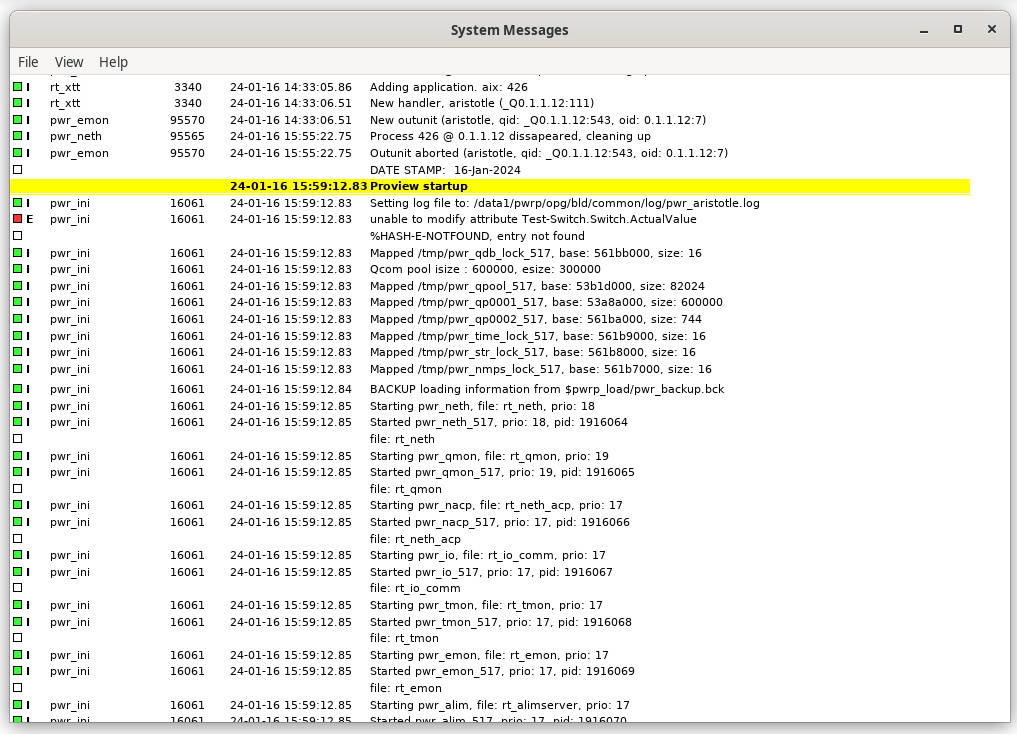 System Messages
File View Help
I rt_xtt 3340 24-01-16 14:33:05.86 Adding application. aix: 426
I rt_xtt 3340 24-01-16 14:33:06.51 New handler, aristotle (_Q0.1.1.12:111)
I pwr_emon 95570 24-01-16 14:33:06.51 New outunit (aristotle, qid: _Q0.1.1.12:543, oid: 0.1.1.12:7)
I pwr_neth 95565 24-01-16 15:55:22.75 Process 426 @ 0.1.1.12 dissapeared, cleaning up
I pwr_emon 95570 24-01-16 15:55:22.75 Outunit aborted (aristotle, qid: _Q0.1.1.12:543, oid: 0.1.1.12:7)
DATE STAMP: 16-Jan-2024
24-01-16 15:59:12.83 Proview startup
I pwr_ini 16061 24-01-16 15:59:12.83 Setting log file to: /data1/pwrp/opg/bld/common/log/pwr_aristotle.log
E pwr_ini 16061 24-01-16 15:59:12.83 unable to modify attribute Test-Switch.Switch.ActualValue
%HASH-E-NOTFOUND, entry not found
I pwr_ini 16061 24-01-16 15:59:12.83 Mapped /tmp/pwr_qdb_lock_517, base: 561bb000, size: 16
I pwr_ini 16061 24-01-16 15:59:12.83 Qcom pool isize : 600000, esize: 300000
I pwr_ini 16061 24-01-16 15:59:12.83 Mapped /tmp/pwr_qpool_517, base: 53b1d000, size: 82024
I pwr_ini 16061 24-01-16 15:59:12.83 Mapped /tmp/pwr_qp0001_517, base: 53a8a000, size: 600000
I pwr_ini 16061 24-01-16 15:59:12.83 Mapped /tmp/pwr_qp0002_517, base: 561ba000, size: 744
I pwr_ini 16061 24-01-16 15:59:12.83 Mapped /tmp/pwr_time_lock_517, base: 561b9000, size: 16
I pwr_ini 16061 24-01-16 15:59:12.83 Mapped /tmp/pwr_str_lock_517, base: 561b8000, size: 16
I pwr_ini 16061 24-01-16 15:59:12.83 Mapped /tmp/pwr_nmps_lock_517, base: 561b7000, size: 16
I pwr_ini 16061 24-01-16 15:59:12.84 BACKUP loading information from $pwrp_load/pwr_backup.bck
I pwr_ini 16061 24-01-16 15:59:12.85 Starting pwr_neth, file: rt_neth, prio: 18
I pwr_ini 16061 24-01-16 15:59:12.85 Started pwr_neth_517, prio: 18, pid: 1916064
file: rt_neth
I pwr_ini 16061 24-01-16 15:59:12.85 Starting pwr_qmon, file: rt_qmon, prio: 19
I pwr_ini 16061 24-01-16 15:59:12.85 Started pwr_qmon_517, prio: 19, pid: 1916065
file: rt_qmon
I pwr_ini 16061 24-01-16 15:59:12.85 Starting pwr_nacp, file: rt_neth_acp, prio: 17
I pwr_ini 16061 24-01-16 15:59:12.85 Started pwr_nacp_517, prio: 17, pid: 1916066
file: rt_neth_acp
I pwr_ini 16061 24-01-16 15:59:12.85 Starting pwr_io, file: rt_io_comm, prio: 17
I pwr_ini 16061 24-01-16 15:59:12.85 Started pwr_io_517, prio: 17, pid: 1916067
file: rt_io_comm
I pwr_ini 16061 24-01-16 15:59:12.85 Starting pwr_tmon, file: rt_tmon, prio: 17
I pwr_ini 16061 24-01-16 15:59:12.85 Started pwr_tmon_517, prio: 17, pid: 1916068
file: rt_tmon
I pwr_ini 16061 24-01-16 15:59:12.85 Starting pwr_emon, file: rt_emon, prio: 17
I pwr_ini 16061 24-01-16 15:59:12.85 Started pwr_emon_517, prio: 17, pid: 1916069
file: rt_emon
I pwr_ini 16061 24-01-16 15:59:12.85 Starting pwr_alim, file: rt_alimserver, prio: 17
I pwr_ini 16061 24-01-16 15:59:12.85 Started pwr_alim_517, prio: 17, pid: 1916070